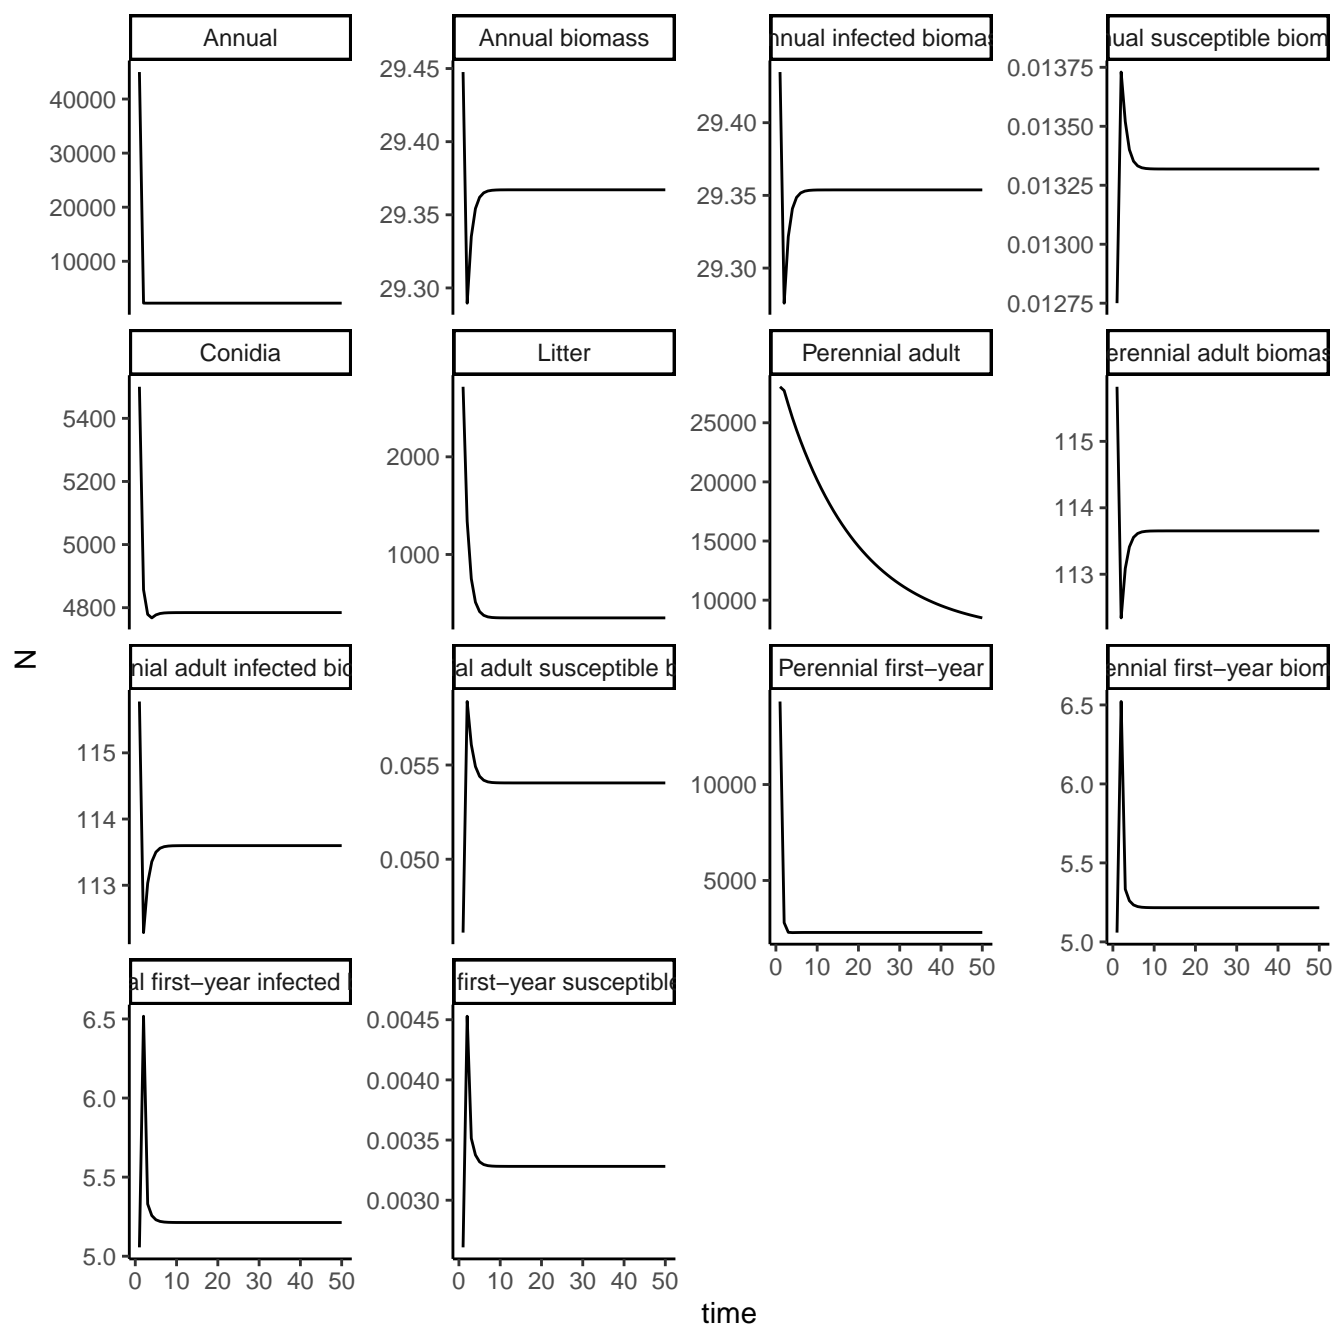 Annual
Annual biomass
nnual infected biomas
ual susceptible biom
40000
30000
20000
10000
29.45
29.40
29.35
29.30
29.40
29.35
29.30
0.01375
0.01350
0.01325
0.01300
0.01275
Conidia
Litter
Perennial adult
erennial adult biomas
5400
5200
5000
4800
2000
1000
25000
20000
15000
10000
115
114
113
N
nial adult infected bio
al adult susceptible b
Perennial first−year
ennial first−year biom
115
114
113
0.055
0.050
10000
5000
6.5
6.0
5.5
5.0
0 10 20 30 40 50
0 10 20 30 40 50
al first−year infected
first−year susceptible
6.5
6.0
5.5
5.0
0.0045
0.0040
0.0035
0.0030
0 10 20 30 40 50
0 10 20 30 40 50
time